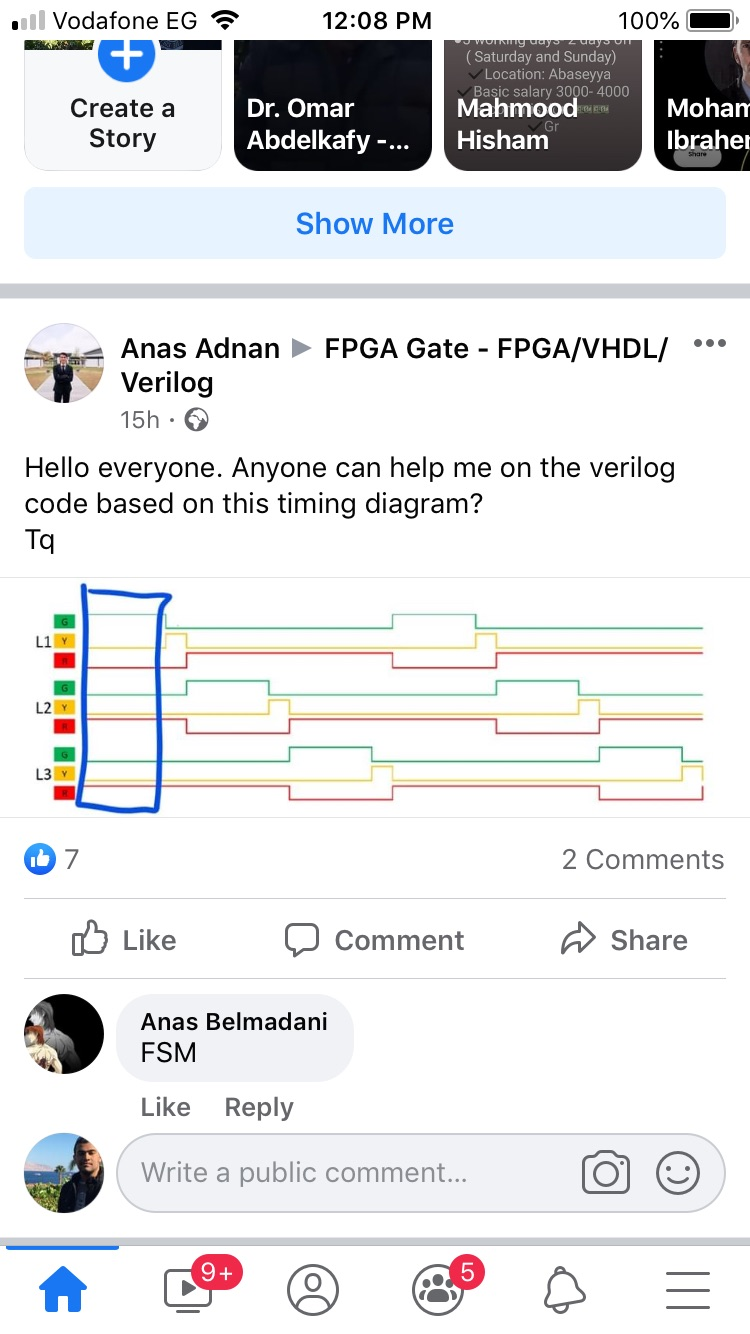 Vodafone EG 12:08 PM 100%
5 working days- 2 days off
( Saturday and Sunday)
Location: Abaseyya
Basic salary 3000- 4000
Gr
Create a
Story
Dr. Omar
Abdelkafy -...
Mahmood
Hisham
Moham
Ibrahe
Share
Show More
Anas Adnan ▶ FPGA Gate - FPGA/VHDL/
Verilog
15h ·
Hello everyone. Anyone can help me on the verilog
code based on this timing diagram?
Tq
G
L1 Y
R
G
L2 Y
R
G
L3 Y
R
7 2 Comments
Like Comment Share
Anas Belmadani
FSM
Like Reply
Write a public comment...
9+ 5